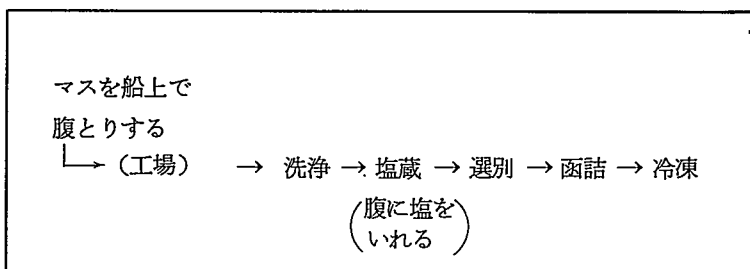 マスを船上で
腹とりする
(工場) → 洗浄 → 塩蔵 → 選別 → 函詰 → 冷凍
(腹に塩を
いれる)